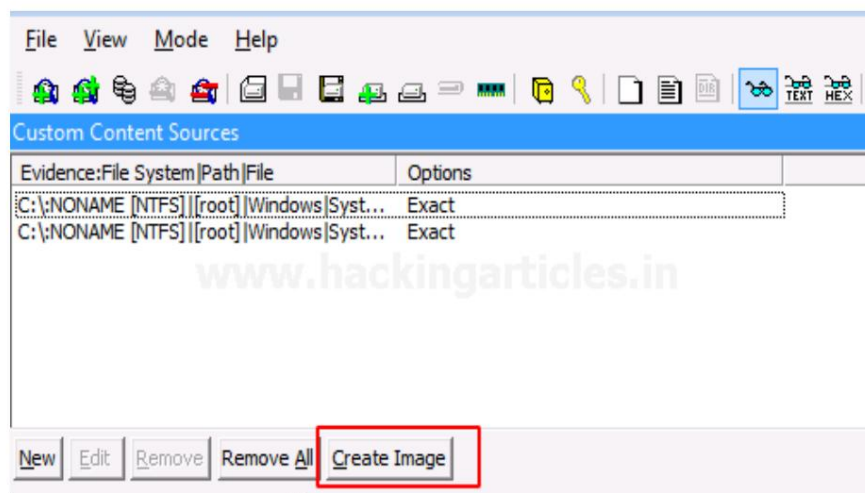 File View Mode Help
DIR TEXT HEX
Custom Content Sources
Evidence:File System|Path|File Options
C:\:NONAME [NTFS]|[root]|Windows|Syst... Exact
C:\:NONAME [NTFS]|[root]|Windows|Syst... Exact
www.hackingarticles.in
New Edit Remove Remove All Create Image